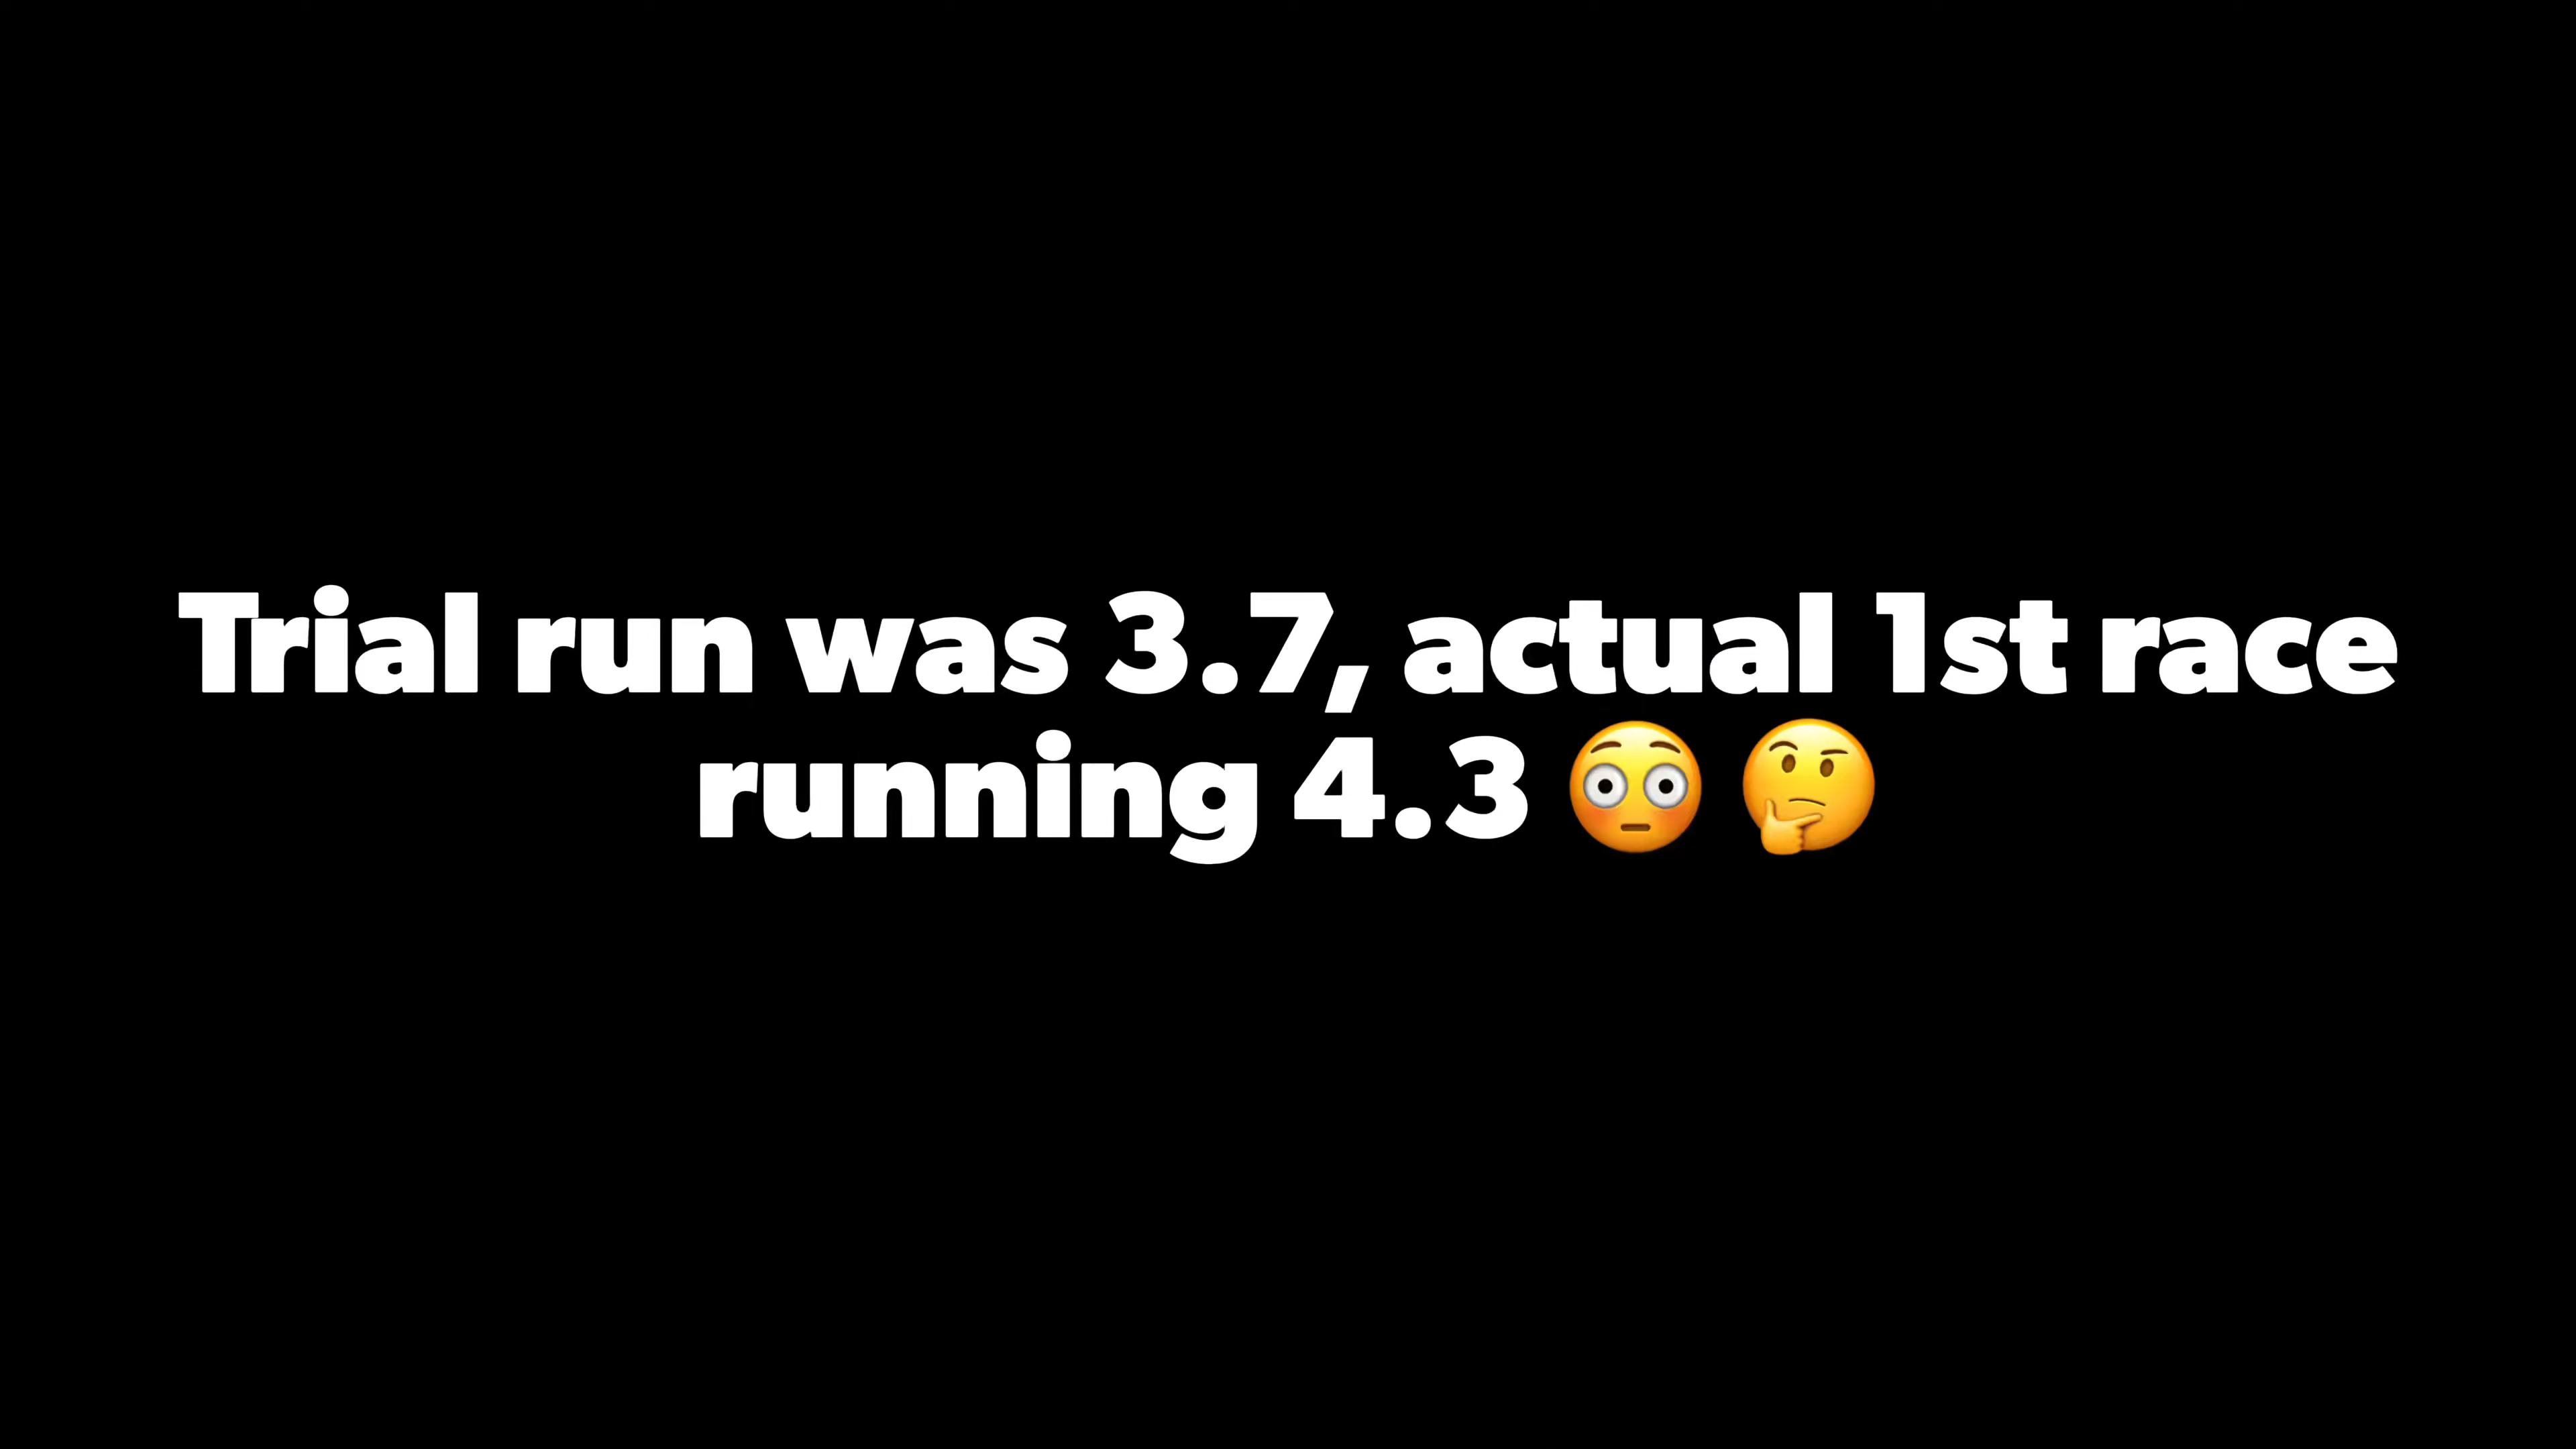 Trial run was 3.7, actual 1st race
running 4.3 😳 🤔